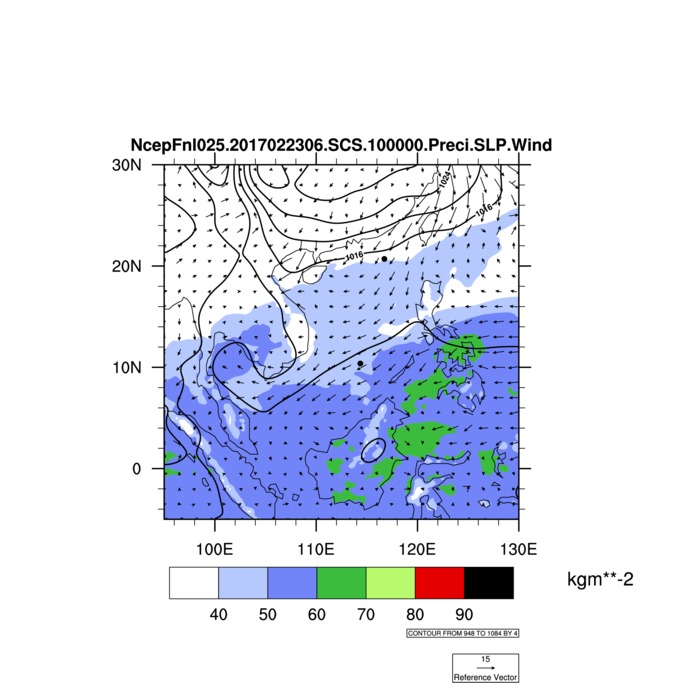 NcepFnl025.2017022306.SCS.100000.Preci.SLP.Wind
30N
20N
10N
0
1024
1016
1016
100E 110E 120E 130E
40 50 60 70 80 90
kgm**-2
CONTOUR FROM 948 TO 1084 BY 4
15
Reference Vector